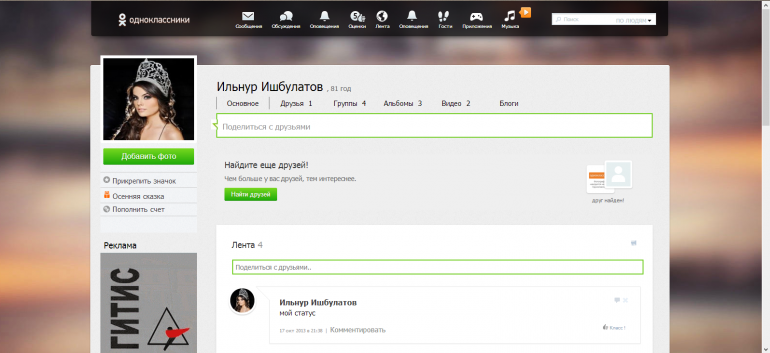 одноклассники
Сообщения
Обсуждения
Оповещения
Оценки
Лента
Оповещения
Гости
Приложения
Музыка
Поиск
по людям
Ильнур Ишбулатов , 81 год
Основное Друзья 1 Группы 4 Альбомы 3 Видео 2 Блоги
Поделиться с друзьями
Добавить фото
Найдите еще друзей!
Чем больше у вас друзей, тем интереснее.
Найти друзей
друг найден!
Прикрепить значок
Осенняя сказка
Пополнить счет
Реклама
ГИТИС
Лента 4
Поделиться с друзьями..
Ильнур Ишбулатов
мой статус
17 окт 2012 в 21:38 | Комментировать
Класс!